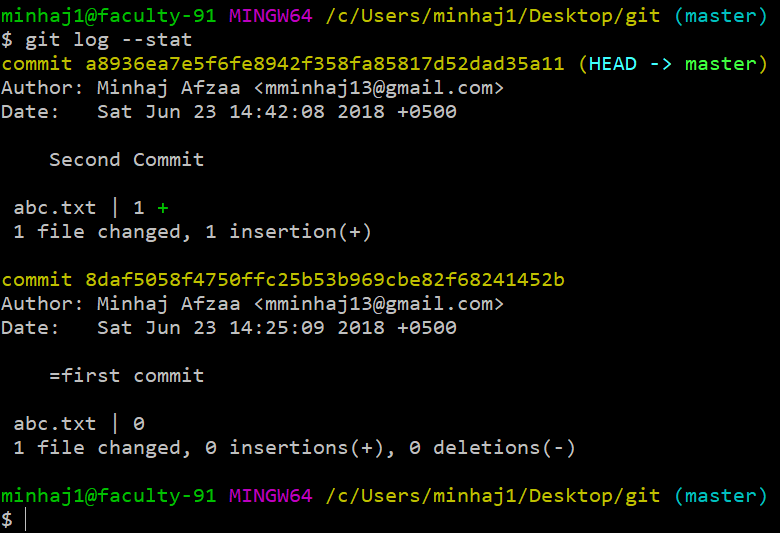 minhaj1@faculty-91 MINGW64 /c/Users/minhaj1/Desktop/git (master)
$ git log --stat
commit a8936ea7e5f6fe8942f358fa85817d52dad35a11 (HEAD -> master)
Author: Minhaj Afzaa <mminhaj13@gmail.com>
Date:   Sat Jun 23 14:42:08 2018 +0500

    Second Commit

 abc.txt | 1 +
 1 file changed, 1 insertion(+)

commit 8daf5058f4750ffc25b53b969cbe82f68241452b
Author: Minhaj Afzaa <mminhaj13@gmail.com>
Date:   Sat Jun 23 14:25:09 2018 +0500

    =first commit

 abc.txt | 0
 1 file changed, 0 insertions(+), 0 deletions(-)

minhaj1@faculty-91 MINGW64 /c/Users/minhaj1/Desktop/git (master)
$